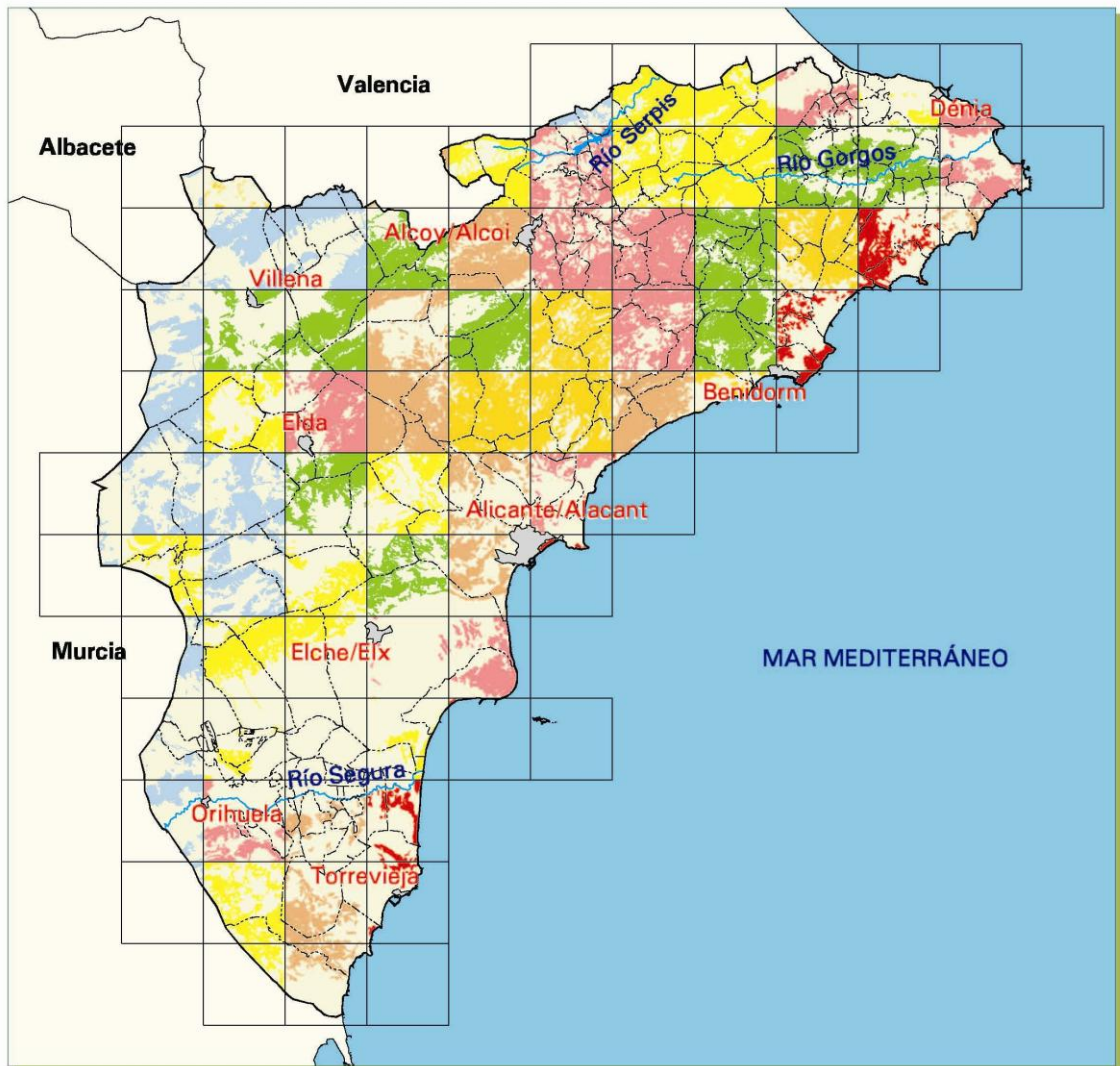 Valencia
Albacete
Río Serpis
Dénia
Río Gorgos
Alcoy/Alcoi
Villena
Benidorm
Elda
Alicante/Alacant
Murcia
Elche/Elx
MAR MEDITERRÁNEO
Río Segura
Orihuela
Torrevieja